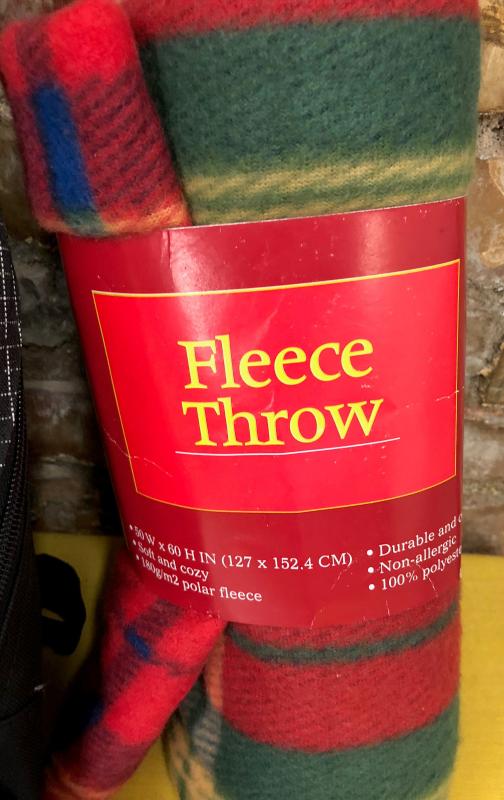 Fleece
Throw
• 50 W x 60 H IN (127 x 152.4 CM)
• Soft and cozy
• 180g/m2 polar fleece
• Durable and
• Non-allergic
• 100%